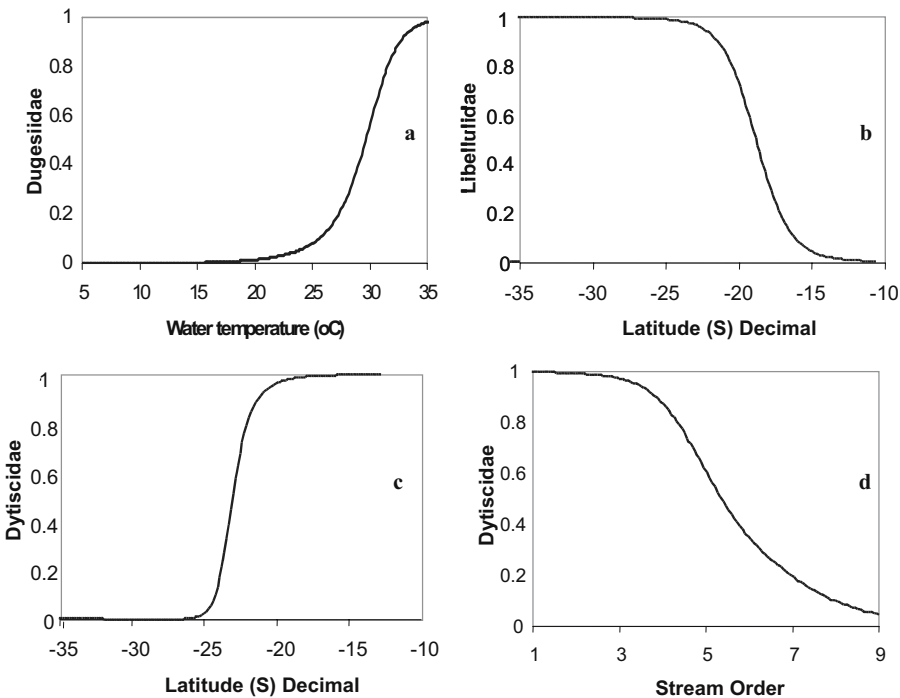 1
0.8
0.6
0.4
0.2
0
Dugesiidae
a
5 10 15 20 25 30 35
Water temperature (oC)
1
0.8
0.6
0.4
0.2
0
Libellulidae
b
-35 -30 -25 -20 -15 -10
Latitude (S) Decimal
1
0.8
0.6
0.4
0.2
0
Dytiscidae
c
-35 -35 -25 -20 -15 -10
Latitude (S) Decimal
1
0.8
0.6
0.4
0.2
0
Dytiscidae
d
1 3 5 7 9
Stream Order